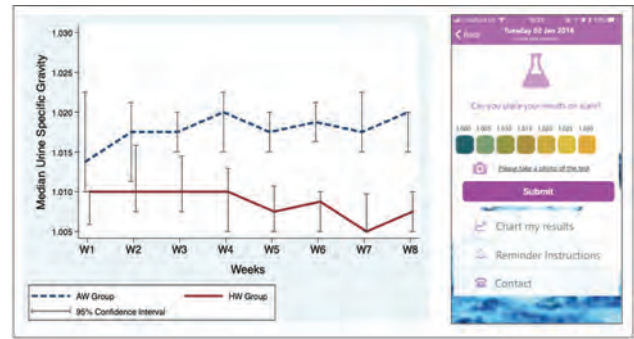 1.030
1.025
1.020
1.015
1.010
1.005
Median Urine Specific Gravity
W1 W2 W3 W4 W5 W6 W7 W8
Weeks
AW Group HW Group
95% Confidence Interval
Tuesday 02 Jan 2018
Can you place your results on scale?
1.000 1.005 1.010 1.015 1.020 1.025 1.030
Please take a photo of the test
Submit
Chart my results
Reminder Instructions
Contact